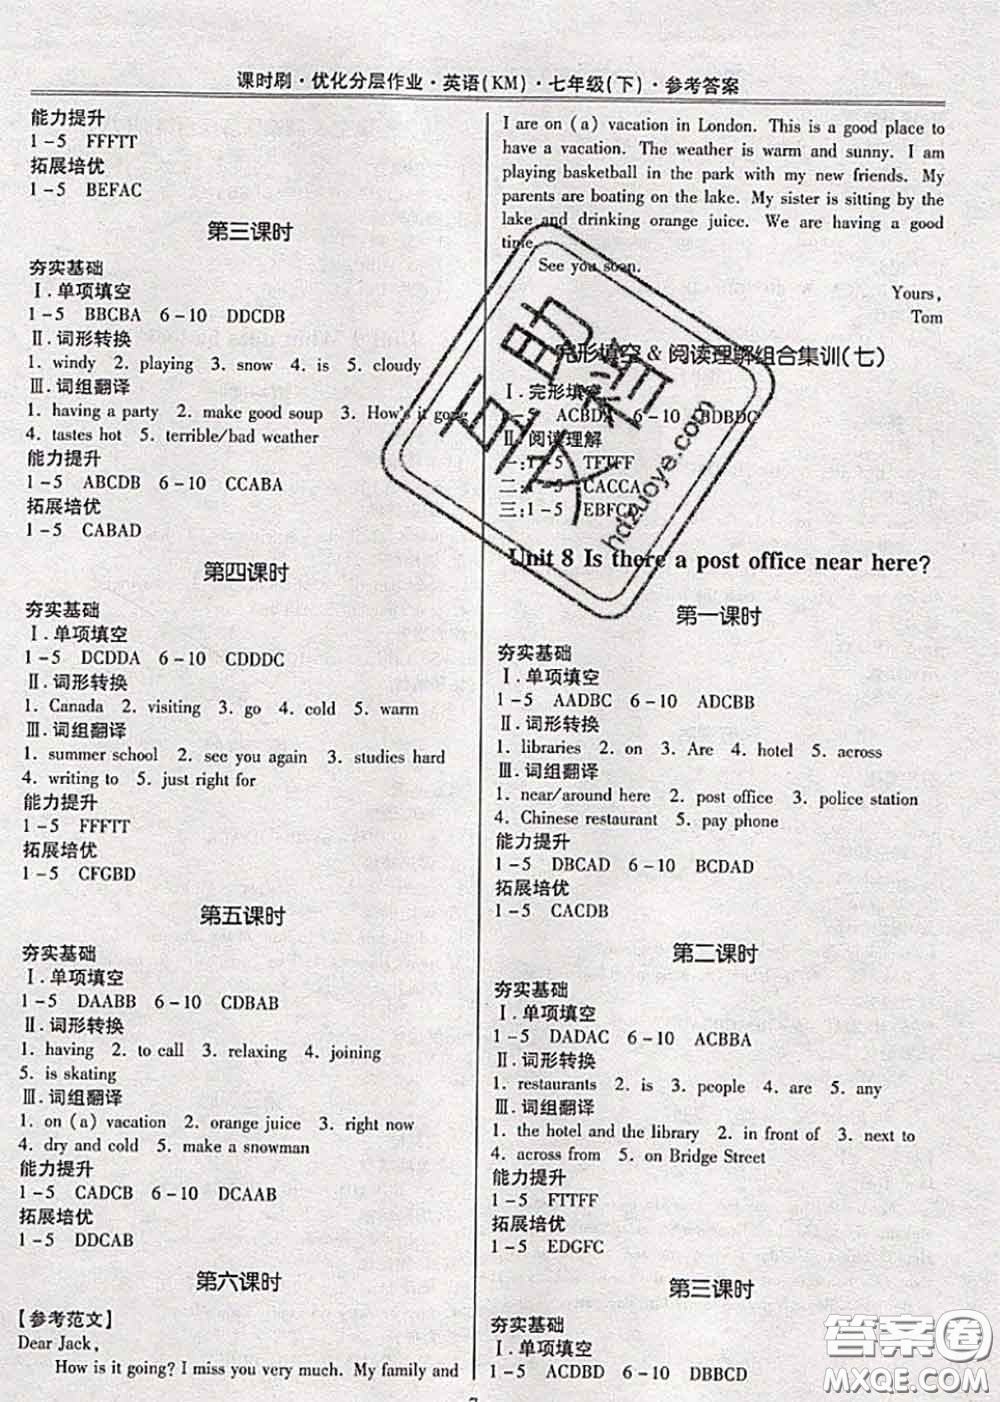 课时刷·优化分层作业·英语(KM)·七年级(下)·参考答案
能力提升
1-5 FFFTT
拓展培优
1-5 BEFAC
第三课时
夯实基础
Ⅰ.单项填空
1-5 BBCBA 6-10 DDCDB
Ⅱ.词形转换
1. windy 2. playing 3. snow 4. is 5. cloudy
Ⅲ.词组翻译
1. having a party 2. make good soup 3. How's it going
4. tastes hot 5. terrible/bad weather
能力提升
1-5 ABCDB 6-10 CCABA
拓展培优
1-5 CABAD
第四课时
夯实基础
Ⅰ.单项填空
1-5 DCDDA 6-10 CDDDC
Ⅱ.词形转换
1. Canada 2. visiting 3. go 4. cold 5. warm
Ⅲ.词组翻译
1. summer school 2. see you again 3. studies hard
4. writing to 5. just right for
能力提升
1-5 FFFTT
拓展培优
1-5 CFGBD
第五课时
夯实基础
Ⅰ.单项填空
1-5 DAABB 6-10 CDBAB
Ⅱ.词形转换
1. having 2. to call 3. relaxing 4. joining
5. is skating
Ⅲ.词组翻译
1. on (a) vacation 2. orange juice 3. right now
4. dry and cold 5. make a snowman
能力提升
1-5 CADCB 6-10 DCAAB
拓展培优
1-5 DDCAB
第六课时
【参考范文】
Dear Jack,
How is it going? I miss you very much. My family and
I are on (a) vacation in London. This is a good place to
have a vacation. The weather is warm and sunny. I am
playing basketball in the park with my new friends. My
parents are boating on the lake. My sister is sitting by the
lake and drinking orange juice. We are having a good
time.
See you soon.
Yours,
Tom
完形填空&阅读理解组合集训(七)
Ⅰ.完形填空
1-5 ACBDA 6-10 BDBDC
Ⅱ.阅读理解
一:1-5 TFTFF
二:1-5 CACCA
三:1-5 EBFCD
Unit 8 Is there a post office near here?
第一课时
夯实基础
Ⅰ.单项填空
1-5 AADBC 6-10 ADCBB
Ⅱ.词形转换
1. libraries 2. on 3. Are 4. hotel 5. across
Ⅲ.词组翻译
1. near/around here 2. post office 3. police station
4. Chinese restaurant 5. pay phone
能力提升
1-5 DBCAD 6-10 BCDAD
拓展培优
1-5 CACDB
第二课时
夯实基础
Ⅰ.单项填空
1-5 DADAC 6-10 ACBBA
Ⅱ.词形转换
1. restaurants 2. is 3. people 4. are 5. any
Ⅲ.词组翻译
1. the hotel and the library 2. in front of 3. next to
4. across from 5. on Bridge Street
能力提升
1-5 FTTFF
拓展培优
1-5 EDGFC
第三课时
夯实基础
Ⅰ.单项填空
1-5 ACDBD 6-10 DBBCD
作业互助
hdzuoye.com
答案圈
MXQE.COM